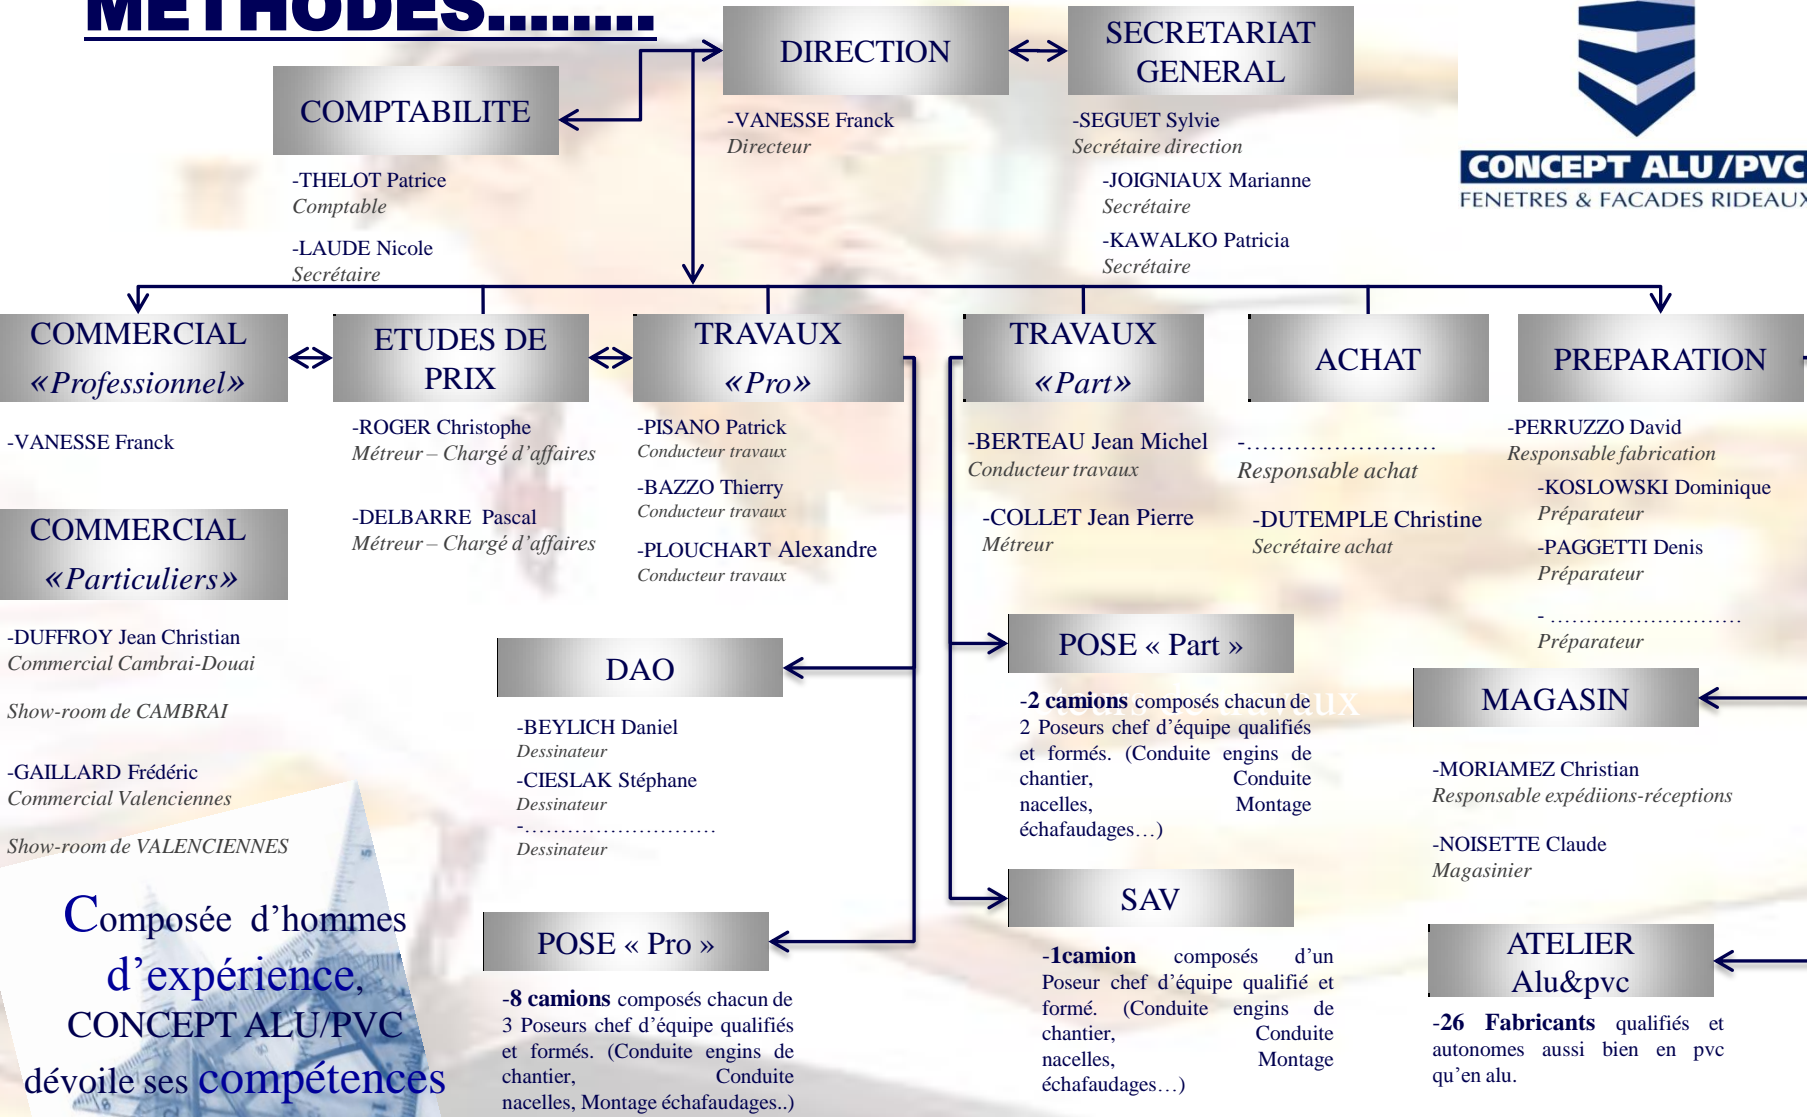 METHODES........
DIRECTION
-VANESSE Franck
Directeur
SECRETARIAT
GENERAL
-SEGUET Sylvie
Secrétaire direction
-JOIGNIAUX Marianne
Secrétaire
-KAWALKO Patricia
Secrétaire
CONCEPT ALU/PVC
FENETRES & FACADES RIDEAUX
COMPTABILITE
-THELOT Patrice
Comptable
-LAUDE Nicole
Secrétaire
COMMERCIAL
«Professionnel»
-VANESSE Franck
COMMERCIAL
«Particuliers»
-DUFFROY Jean Christian
Commercial Cambrai-Douai
Show-room de CAMBRAI
-GAILLARD Frédéric
Commercial Valenciennes
Show-room de VALENCIENNES
Composée d’hommes
d’expérience,
CONCEPT ALU/PVC
dévoile ses compétences
ETUDES DE
PRIX
-ROGER Christophe
Métreur – Chargé d’affaires
-DELBARRE Pascal
Métreur – Chargé d’affaires
TRAVAUX
«Pro»
-PISANO Patrick
Conducteur travaux
-BAZZO Thierry
Conducteur travaux
-PLOUCHART Alexandre
Conducteur travaux
DAO
-BEYLICH Daniel
Dessinateur
-CIESLAK Stéphane
Dessinateur
-...........................
Dessinateur
POSE « Pro »
-8 camions composés chacun de
3 Poseurs chef d’équipe qualifiés
et formés. (Conduite engins de
chantier, Conduite
nacelles, Montage échafaudages..)
TRAVAUX
«Part»
-BERTEAU Jean Michel
Conducteur travaux
-COLLET Jean Pierre
Métreur
POSE « Part »
-2 camions composés chacun de
2 Poseurs chef d’équipe qualifiés
et formés. (Conduite engins de
chantier, Conduite
nacelles, Montage
échafaudages…)
SAV
-1camion composés d’un
Poseur chef d’équipe qualifié et
formé. (Conduite engins de
chantier, Conduite
nacelles, Montage
échafaudages…)
ACHAT
-........................
Responsable achat
-DUTEMPLE Christine
Secrétaire achat
PREPARATION
-PERRUZZO David
Responsable fabrication
-KOSLOWSKI Dominique
Préparateur
-PAGGETTI Denis
Préparateur
- ...........................
Préparateur
MAGASIN
-MORIAMEZ Christian
Responsable expédiions-réceptions
-NOISETTE Claude
Magasinier
ATELIER
Alu&pvc
-26 Fabricants qualifiés et
autonomes aussi bien en pvc
qu’en alu.